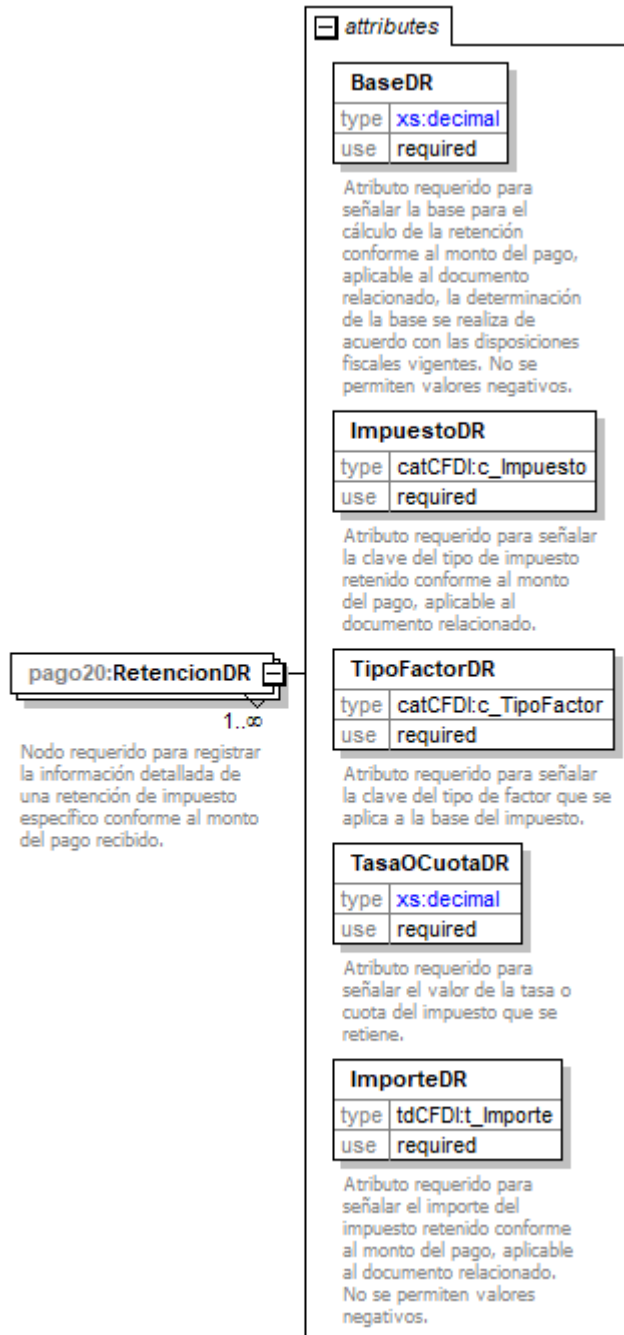 attributes
BaseDR
type xs:decimal
use required
Atributo requerido para
señalar la base para el
cálculo de la retención
conforme al monto del pago,
aplicable al documento
relacionado, la determinación
de la base se realiza de
acuerdo con las disposiciones
fiscales vigentes. No se
permiten valores negativos.
ImpuestoDR
type catCFDI:c_Impuesto
use required
Atributo requerido para señalar
la clave del tipo de impuesto
retenido conforme al monto
del pago, aplicable al
documento relacionado.
pago20:RetencionDR
1..∞
Nodo requerido para registrar
la información detallada de
una retención de impuesto
específico conforme al monto
del pago recibido.
TipoFactorDR
type catCFDI:c_TipoFactor
use required
Atributo requerido para señalar
la clave del tipo de factor que se
aplica a la base del impuesto.
TasaOCuotaDR
type xs:decimal
use required
Atributo requerido para
señalar el valor de la tasa o
cuota del impuesto que se
retiene.
ImporteDR
type tdCFDI:t_Importe
use required
Atributo requerido para
señalar el importe del
impuesto retenido conforme
al monto del pago, aplicable
al documento relacionado.
No se permiten valores
negativos.